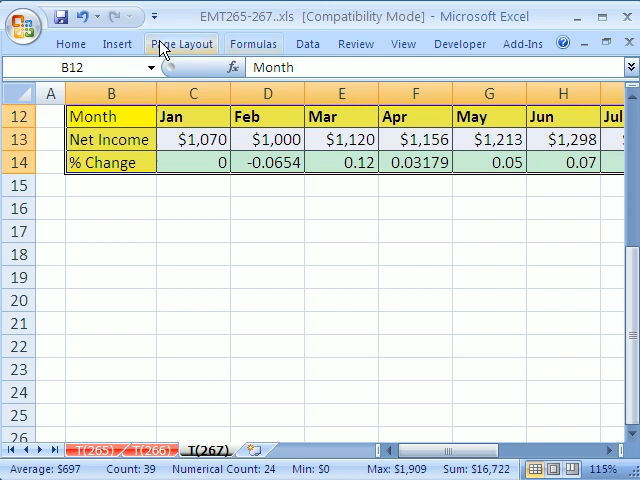 EMT265-267..xls [Compatibility Mode] - Microsoft Excel
Home Insert Page Layout Formulas Data Review View Developer Add-Ins
B12 fx Month
A B C D E F G H
12 Month Jan Feb Mar Apr May Jun Jul
13 Net Income $1,070 $1,000 $1,120 $1,156 $1,213 $1,298
14 % Change 0 -0.0654 0.12 0.03179 0.05 0.07
15
16
17
18
19
20
21
22
23
24
25
26
T(265) T(266) T(267)
Average: $697 Count: 39 Numerical Count: 24 Min: $0 Max: $1,909 Sum: $16,722 115%